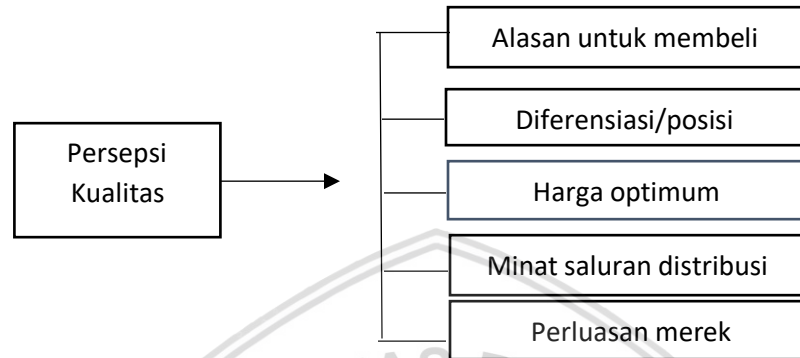 Alasan untuk membeli
Diferensiasi/posisi
Persepsi
Kualitas
Harga optimum
Minat saluran distribusi
Perluasan merek